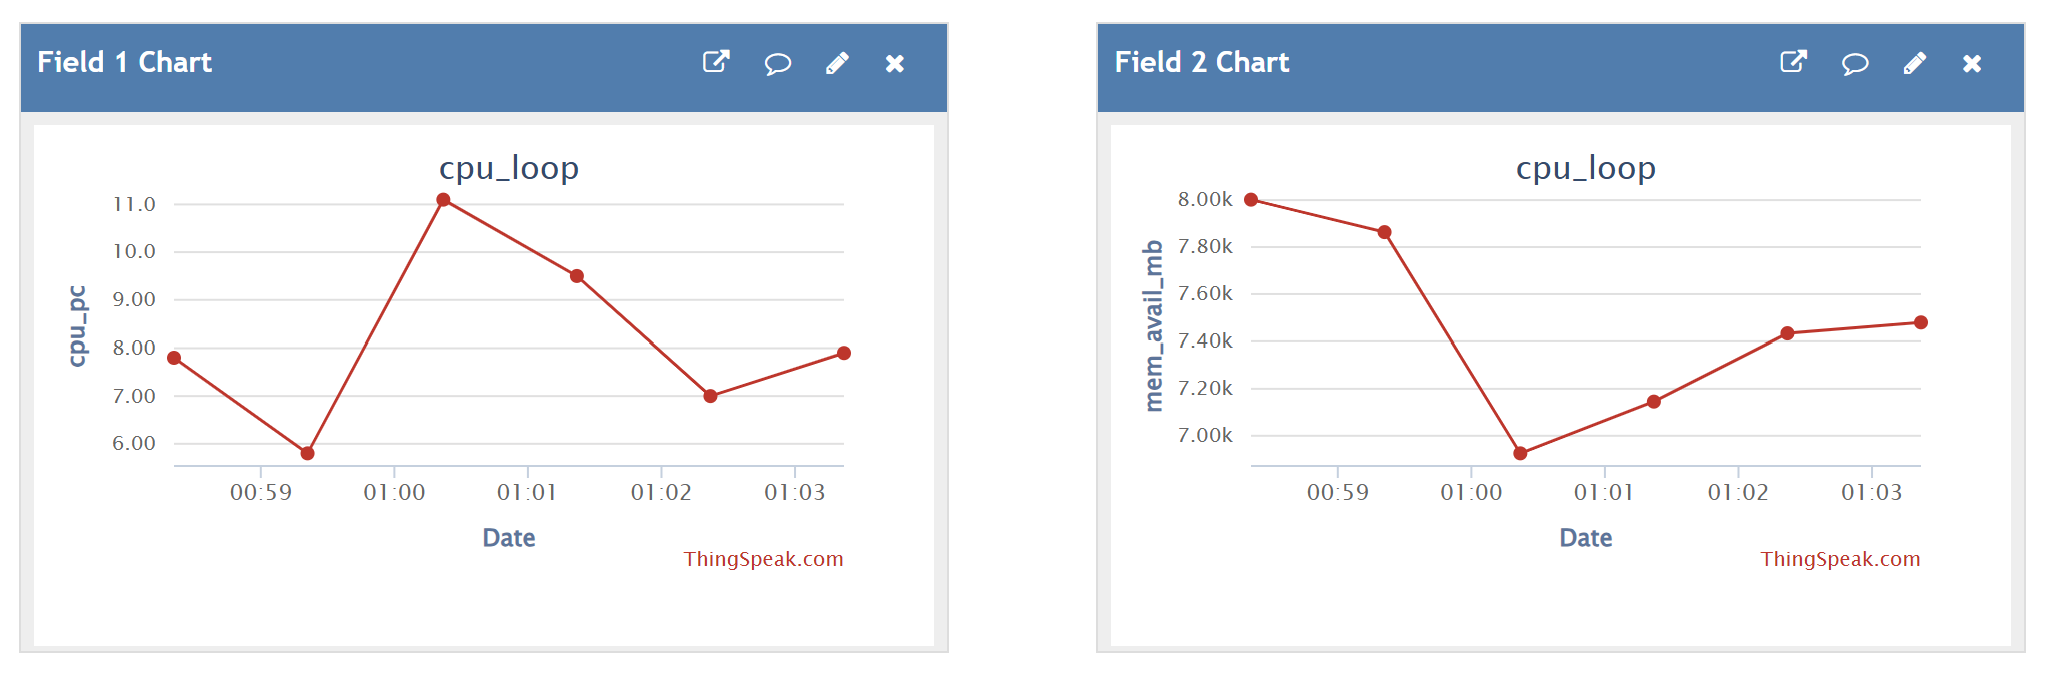 Field 1 Chart
cpu_loop
cpu_pc
11.0
10.0
9.00
8.00
7.00
6.00
00:59 01:00 01:01 01:02 01:03
Date
ThingSpeak.com
Field 2 Chart
cpu_loop
mem_avail_mb
8.00k
7.80k
7.60k
7.40k
7.20k
7.00k
00:59 01:00 01:01 01:02 01:03
Date
ThingSpeak.com